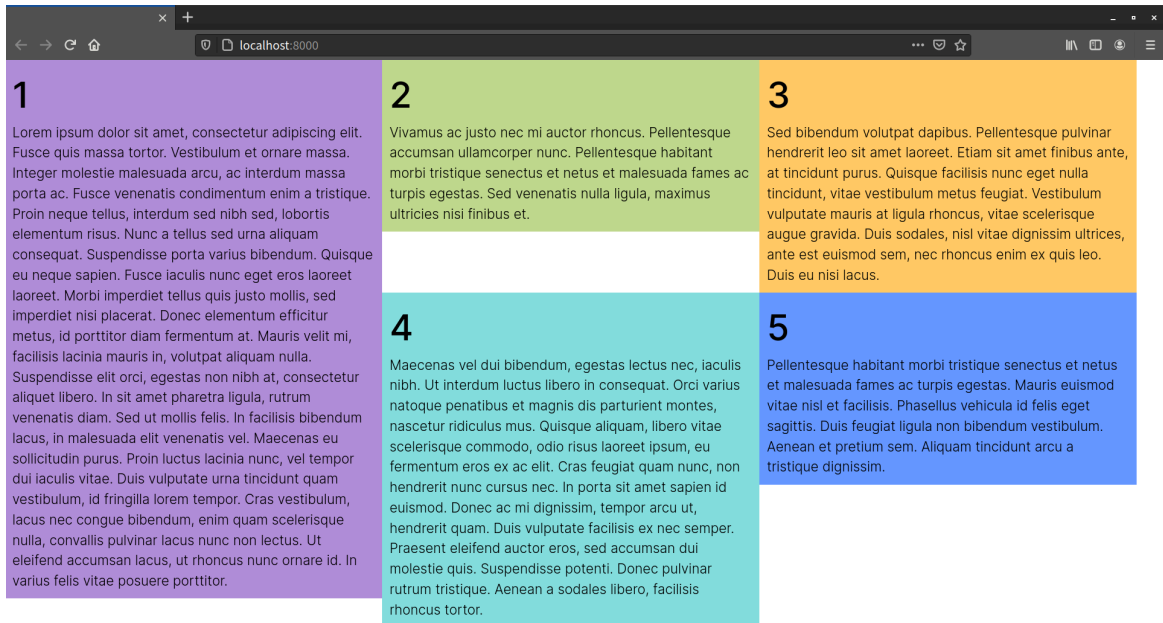 localhost:8000
1
Lorem ipsum dolor sit amet, consectetur adipiscing elit.
Fusce quis massa tortor. Vestibulum et ornare massa.
Integer molestie malesuada arcu, ac interdum massa
porta ac. Fusce venenatis condimentum enim a tristique.
Proin neque tellus, interdum sed nibh sed, lobortis
elementum risus. Nunc a tellus sed urna aliquam
consequat. Suspendisse porta varius bibendum. Quisque
eu neque sapien. Fusce iaculis nunc eget eros laoreet
laoreet. Morbi imperdiet tellus quis justo mollis, sed
imperdiet nisi placerat. Donec elementum efficitur
metus, id porttitor diam fermentum at. Mauris velit mi,
facilisis lacinia mauris in, volutpat aliquam nulla.
Suspendisse elit orci, egestas non nibh at, consectetur
aliquet libero. In sit amet pharetra ligula, rutrum
venenatis diam. Sed ut mollis felis. In facilisis bibendum
lacus, in malesuada elit venenatis vel. Maecenas eu
sollicitudin purus. Proin luctus lacinia nunc, vel tempor
dui iaculis vitae. Duis vulputate urna tincidunt quam
vestibulum, id fringilla lorem tempor. Cras vestibulum,
lacus nec congue bibendum, enim quam scelerisque
nulla, convallis pulvinar lacus nunc non lectus. Ut
eleifend accumsan lacus, ut rhoncus nunc ornare id. In
varius felis vitae posuere porttitor.
2
Vivamus ac justo nec mi auctor rhoncus. Pellentesque
accumsan ullamcorper nunc. Pellentesque habitant
morbi tristique senectus et netus et malesuada fames ac
turpis egestas. Sed venenatis nulla ligula, maximus
ultricies nisi finibus et.
3
Sed bibendum volutpat dapibus. Pellentesque pulvinar
hendrerit leo sit amet laoreet. Etiam sit amet finibus ante,
at tincidunt purus. Quisque facilisis nunc eget nulla
tincidunt, vitae vestibulum metus feugiat. Vestibulum
vulputate mauris at ligula rhoncus, vitae scelerisque
augue gravida. Duis sodales, nisl vitae dignissim ultrices,
ante est euismod sem, nec rhoncus enim ex quis leo.
Duis eu nisi lacus.
4
Maecenas vel dui bibendum, egestas lectus nec, iaculis
nibh. Ut interdum luctus libero in consequat. Orci varius
natoque penatibus et magnis dis parturient montes,
nascetur ridiculus mus. Quisque aliquam, libero vitae
scelerisque commodo, odio risus laoreet ipsum, eu
fermentum eros ex ac elit. Cras feugiat quam nunc, non
hendrerit nunc cursus nec. In porta sit amet sapien id
euismod. Donec ac mi dignissim, tempor arcu ut,
hendrerit quam. Duis vulputate facilisis ex nec semper.
Praesent eleifend auctor eros, sed accumsan dui
molestie quis. Suspendisse potenti. Donec pulvinar
rutrum tristique. Aenean a sodales libero, facilisis
rhoncus tortor.
5
Pellentesque habitant morbi tristique senectus et netus
et malesuada fames ac turpis egestas. Mauris euismod
vitae nisl et facilisis. Phasellus vehicula id felis eget
sagittis. Duis feugiat ligula non bibendum vestibulum.
Aenean et pretium sem. Aliquam tincidunt arcu a
tristique dignissim.